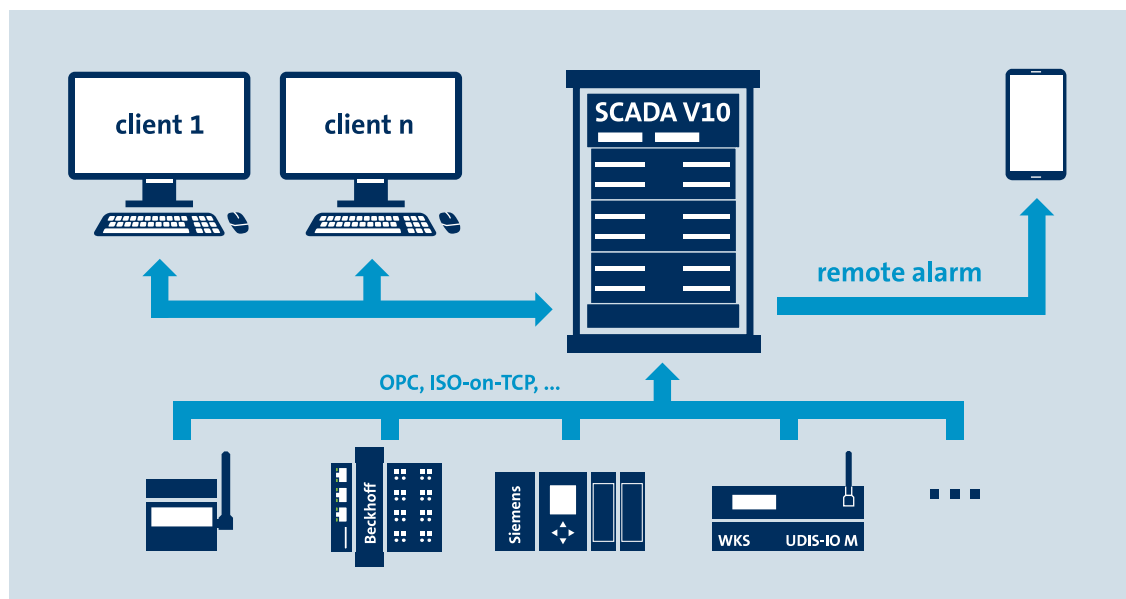 client 1
client n
SCADA V10
remote alarm
OPC, ISO-on-TCP, ...
Beckhoff
Siemens
WKS UDIS-IO M